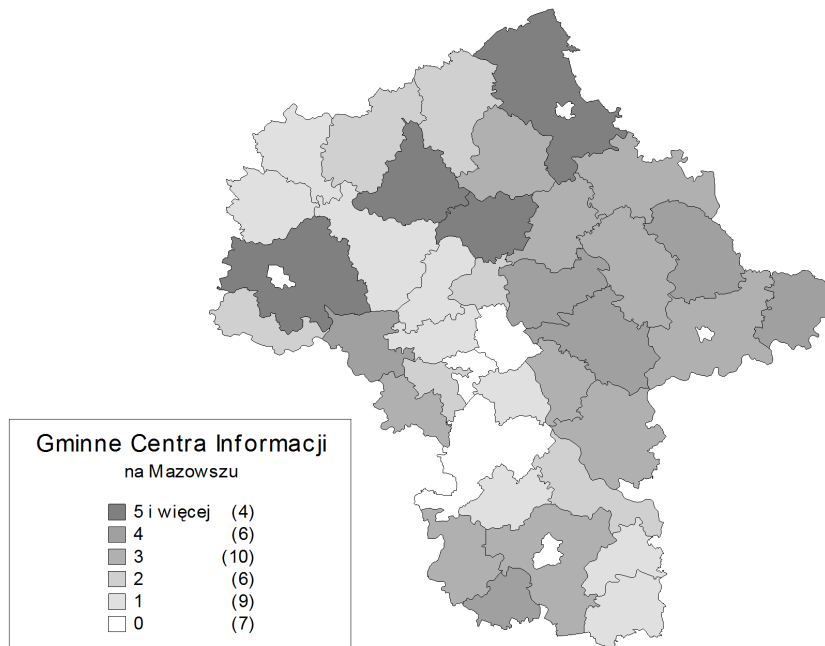 Gminne Centra Informacji
na Mazowszu
5 i więcej (4)
4 (6)
3 (10)
2 (6)
1 (9)
0 (7)